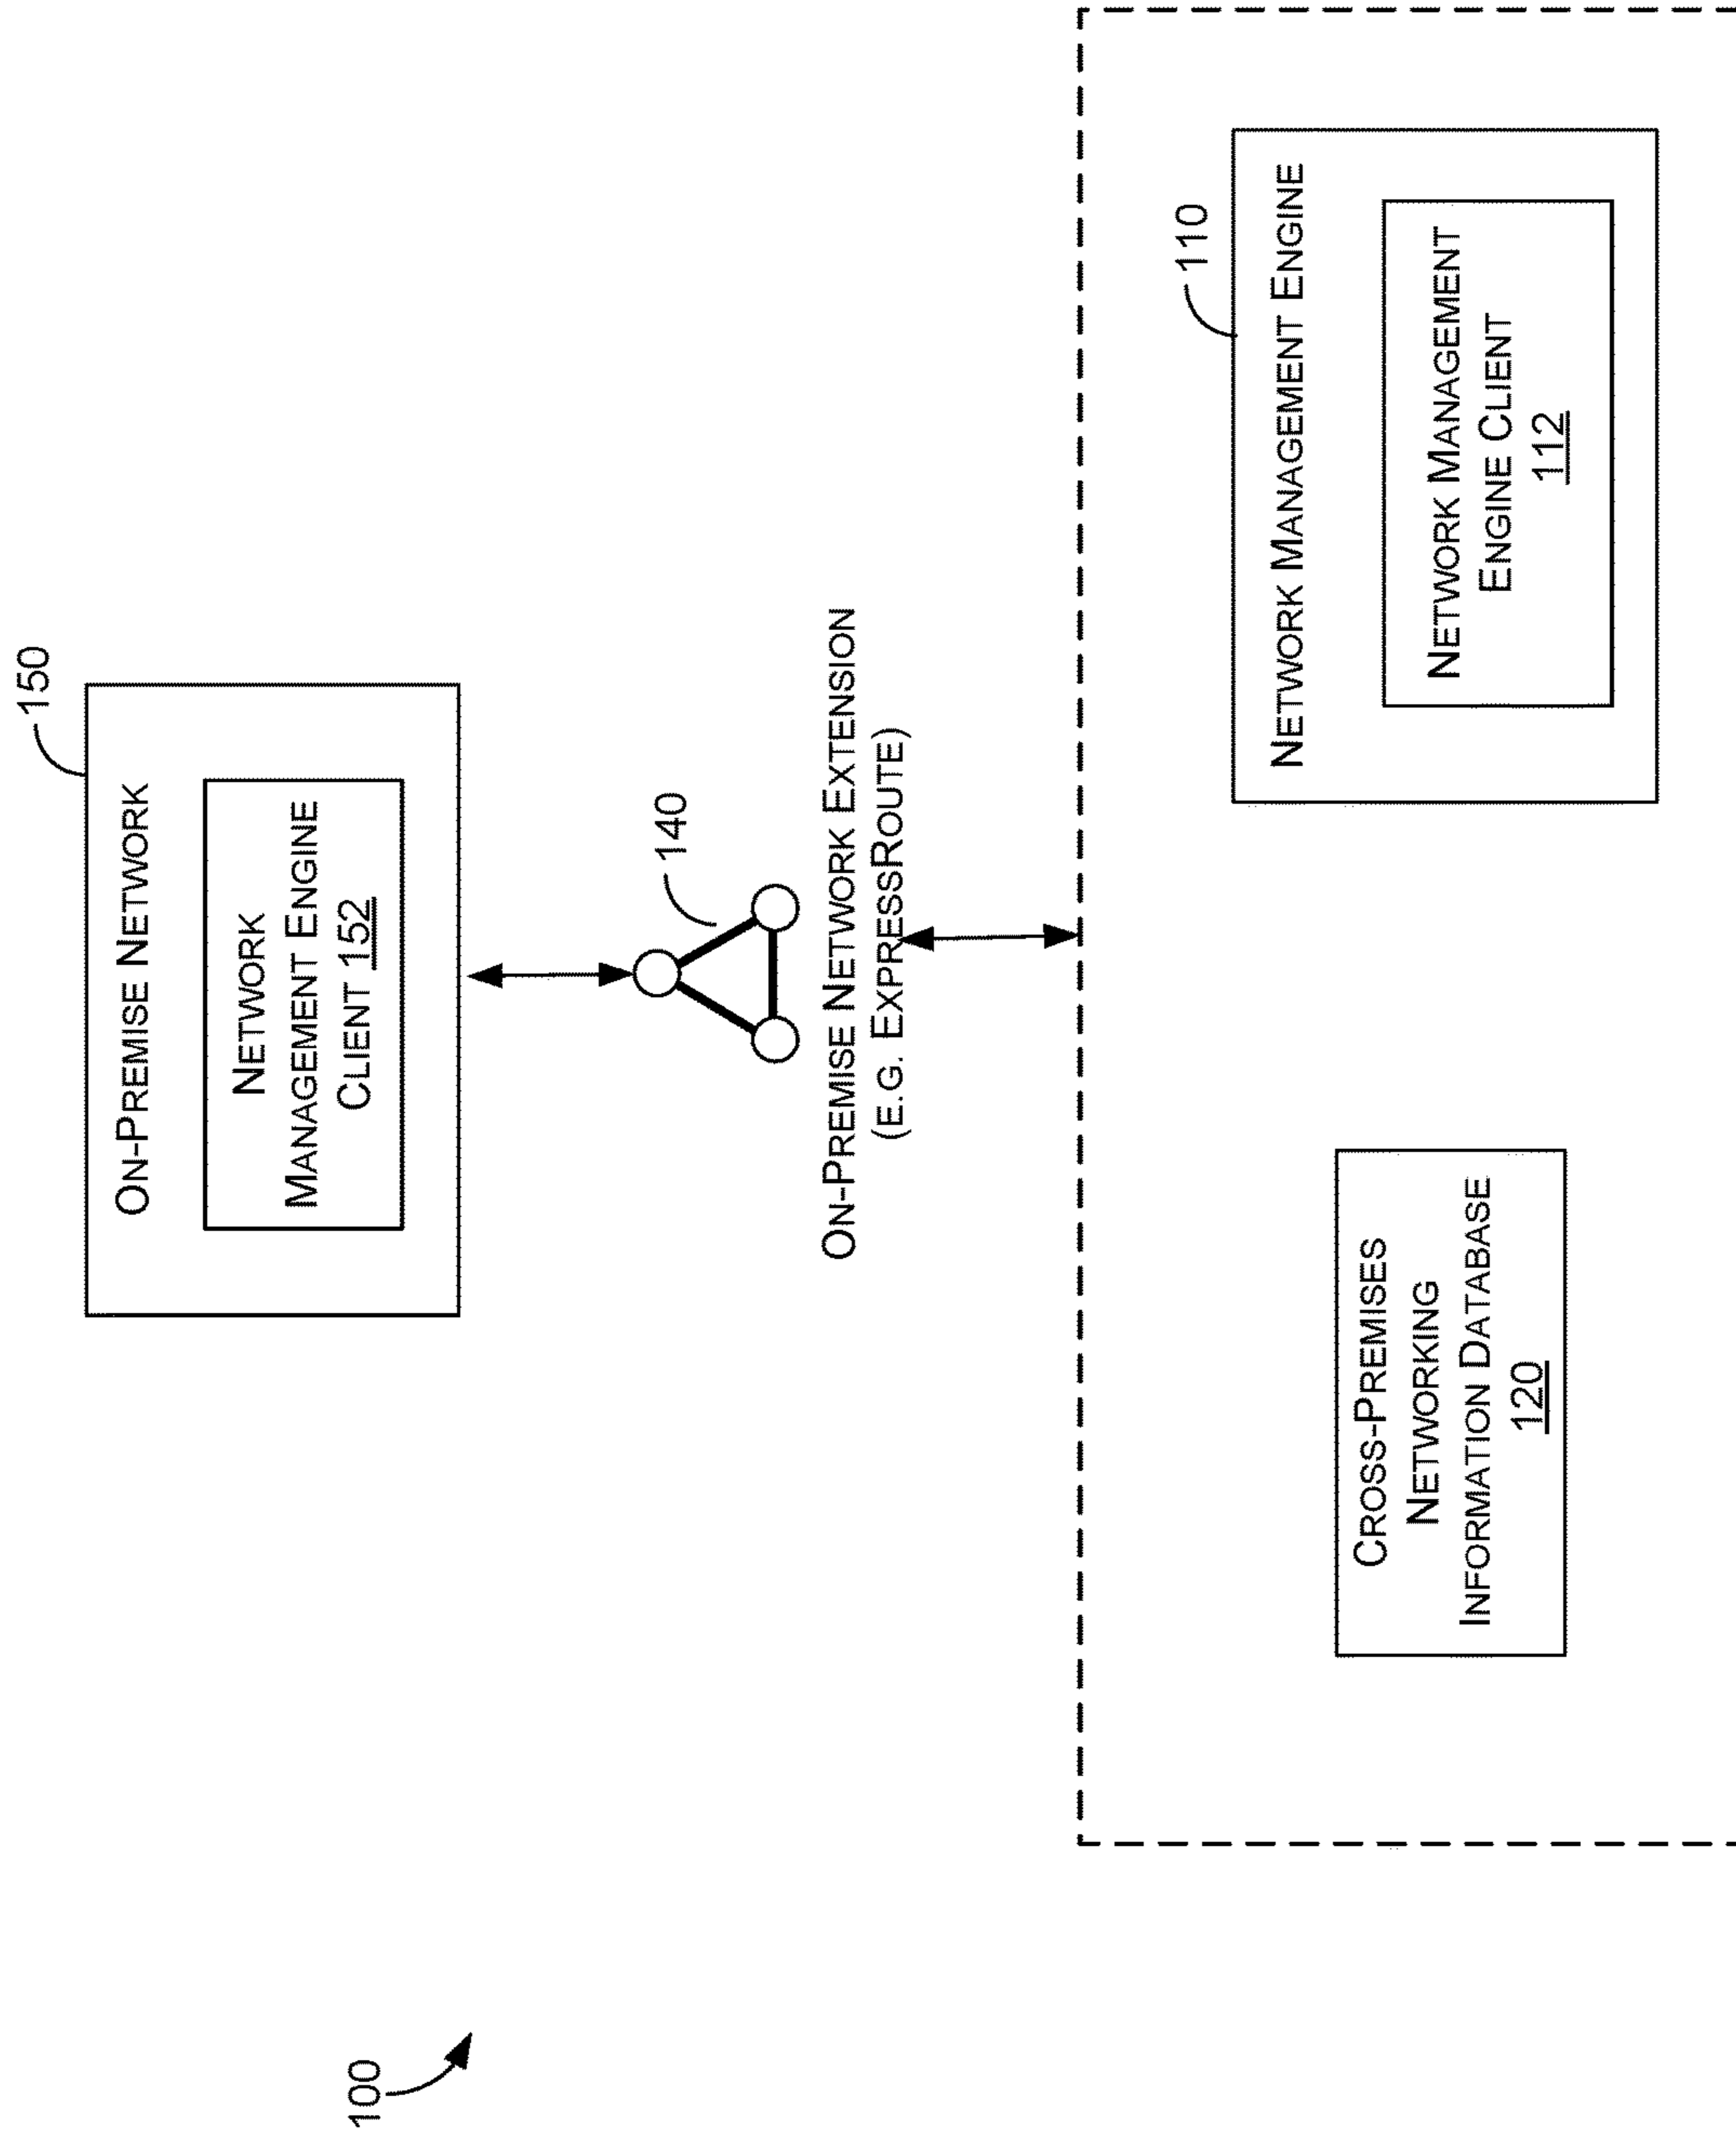 100
150
ON-PREMISE NETWORK
NETWORK
MANAGEMENT ENGINE
CLIENT 152
140
ON-PREMISE NETWORK EXTENSION
(E.G. EXPRESSROUTE)
CROSS-PREMISES
NETWORKING
INFORMATION DATABASE
120
110
NETWORK MANAGEMENT ENGINE
NETWORK MANAGEMENT
ENGINE CLIENT
112